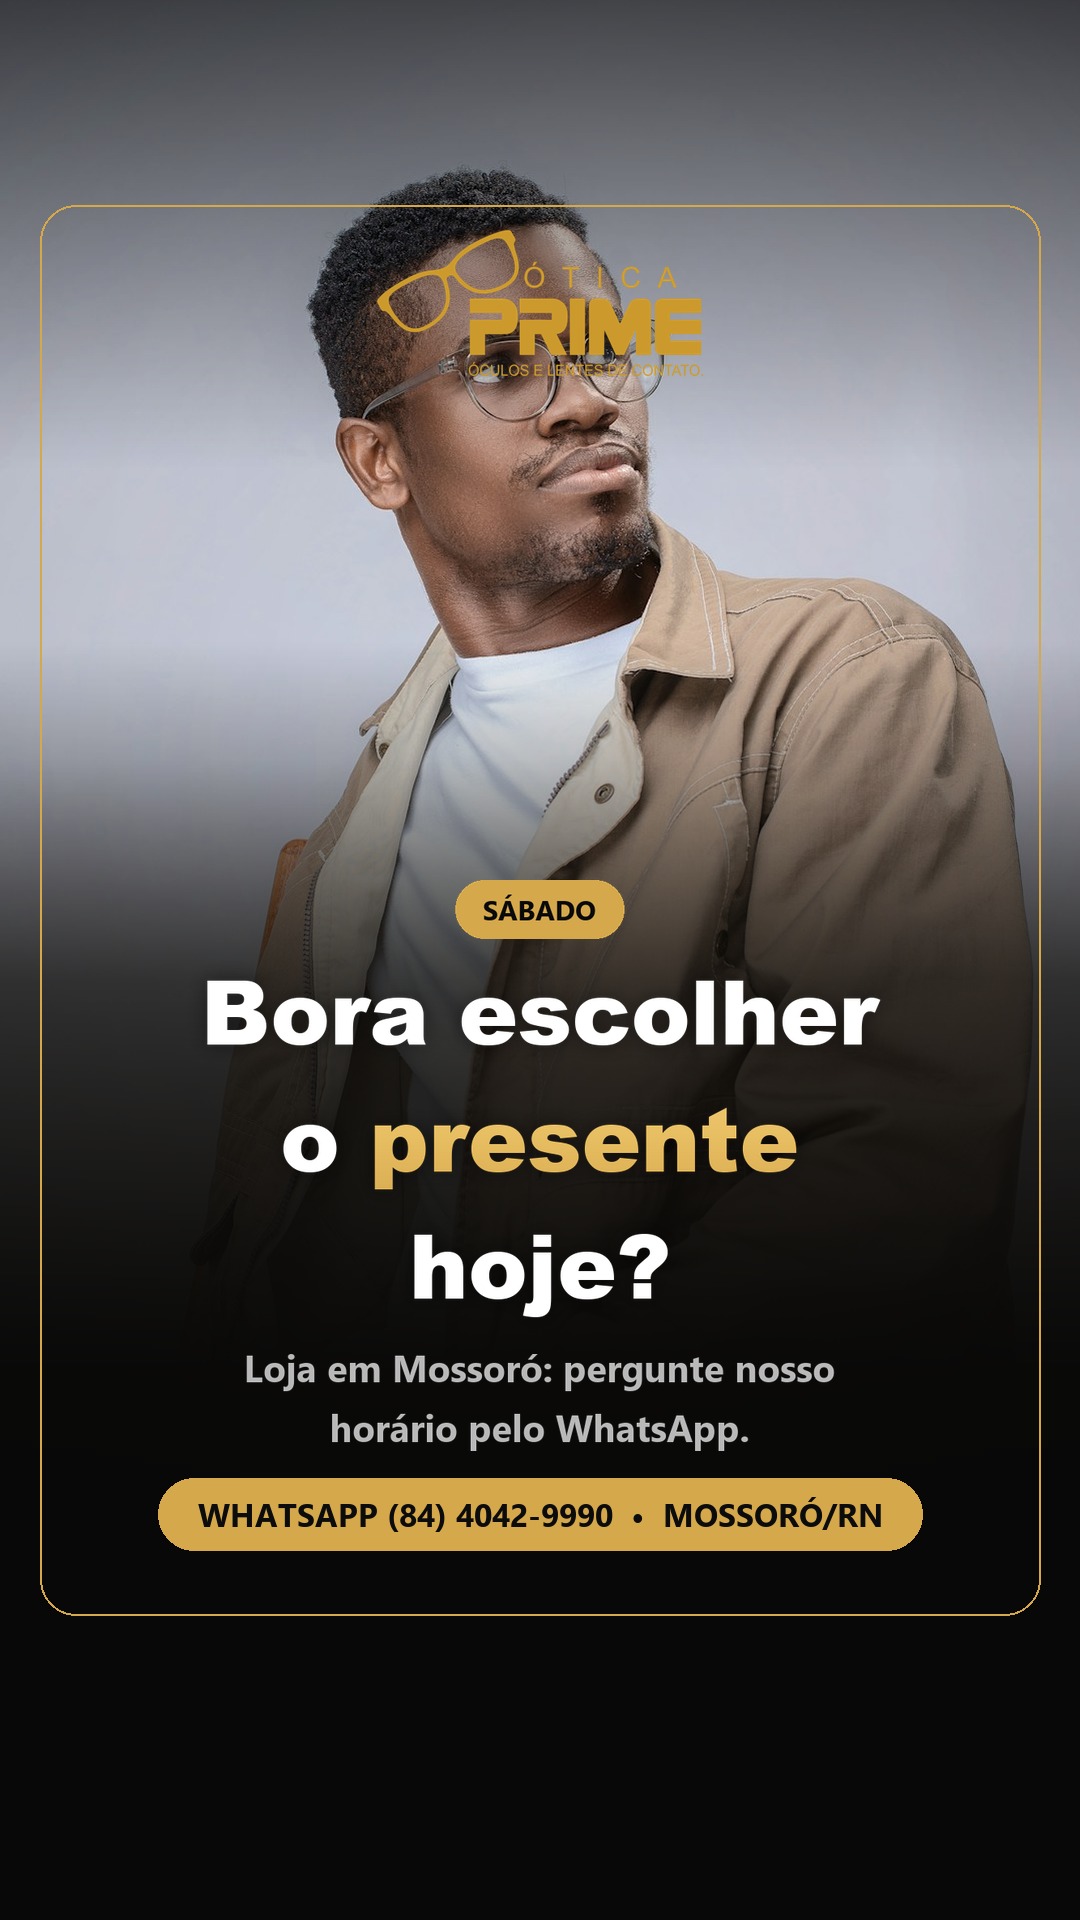 ÓTICA
PRIME
ÓCULOS E LENTES DE CONTATO.
SÁBADO
Bora escolher
o presente
hoje?
Loja em Mossoró: pergunte nosso
horário pelo WhatsApp.
WHATSAPP (84) 4042-9990 • MOSSORÓ/RN